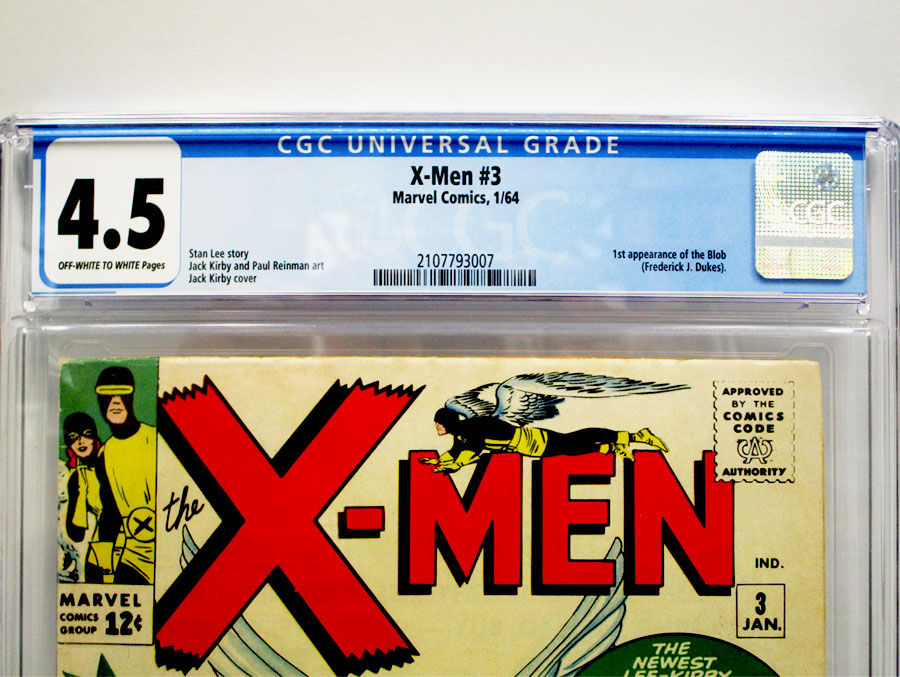 CGC UNIVERSAL GRADE
4.5
OFF-WHITE TO WHITE Pages
X-Men #3
Marvel Comics, 1/64
Stan Lee story
Jack Kirby and Paul Reinman art
Jack Kirby cover
2107793007
1st appearance of the Blob
(Frederick J. Dukes).
CGC
CGC
the
X-MEN
APPROVED
BY THE
COMICS
CODE
CA
AUTHORITY
X
MARVEL
COMICS
GROUP 12¢
IND.
3
JAN.
THE
NEWEST
LEE-KIRBY